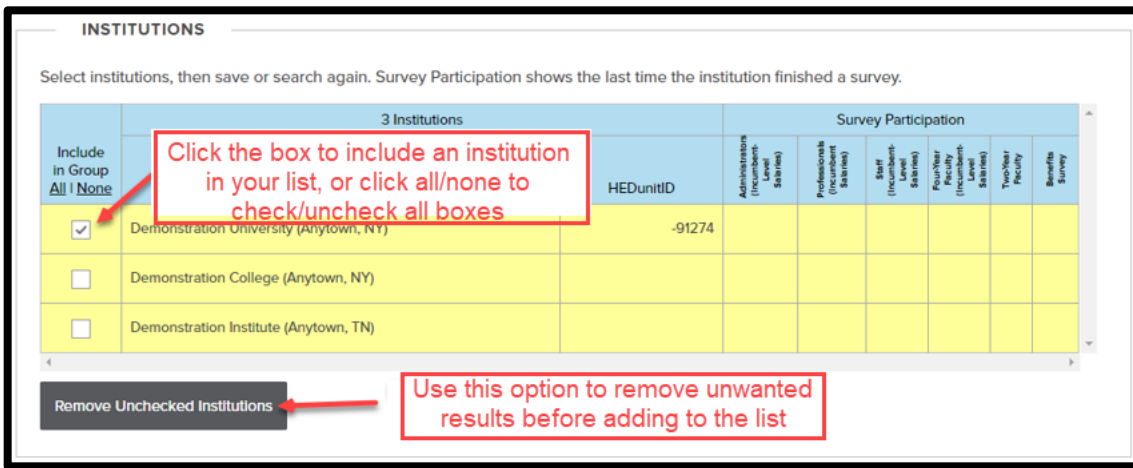 INSTITUTIONS
Select institutions, then save or search again. Survey Participation shows the last time the institution finished a survey.
3 Institutions
Survey Participation
Include
in Group
All | None
HEDunitID
Administrators
(Incumbent-
Level
Salaries)
Professionals
(Incumbent
Salaries)
Staff
(Incumbent-
Level
Salaries)
Four-Year
Faculty
(Incumbent-
Level
Salaries)
Two-Year
Faculty
Benefits
Survey
Click the box to include an institution
in your list, or click all/none to
check/uncheck all boxes
Demonstration University (Anytown, NY)
-91274
Demonstration College (Anytown, NY)
Demonstration Institute (Anytown, TN)
Remove Unchecked Institutions
Use this option to remove unwanted
results before adding to the list